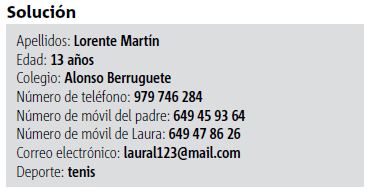 Solución
Apellidos: Lorente Martín
Edad: 13 años
Colegio: Alonso Berruguete
Número de teléfono: 979 746 284
Número de móvil del padre: 649 45 93 64
Número de móvil de Laura: 649 47 86 26
Correo electrónico: laural123@mail.com
Deporte: tenis